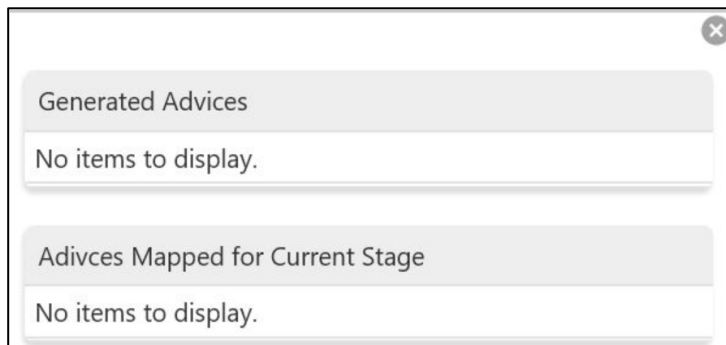 Generated Advices
No items to display.
Adivces Mapped for Current Stage
No items to display.